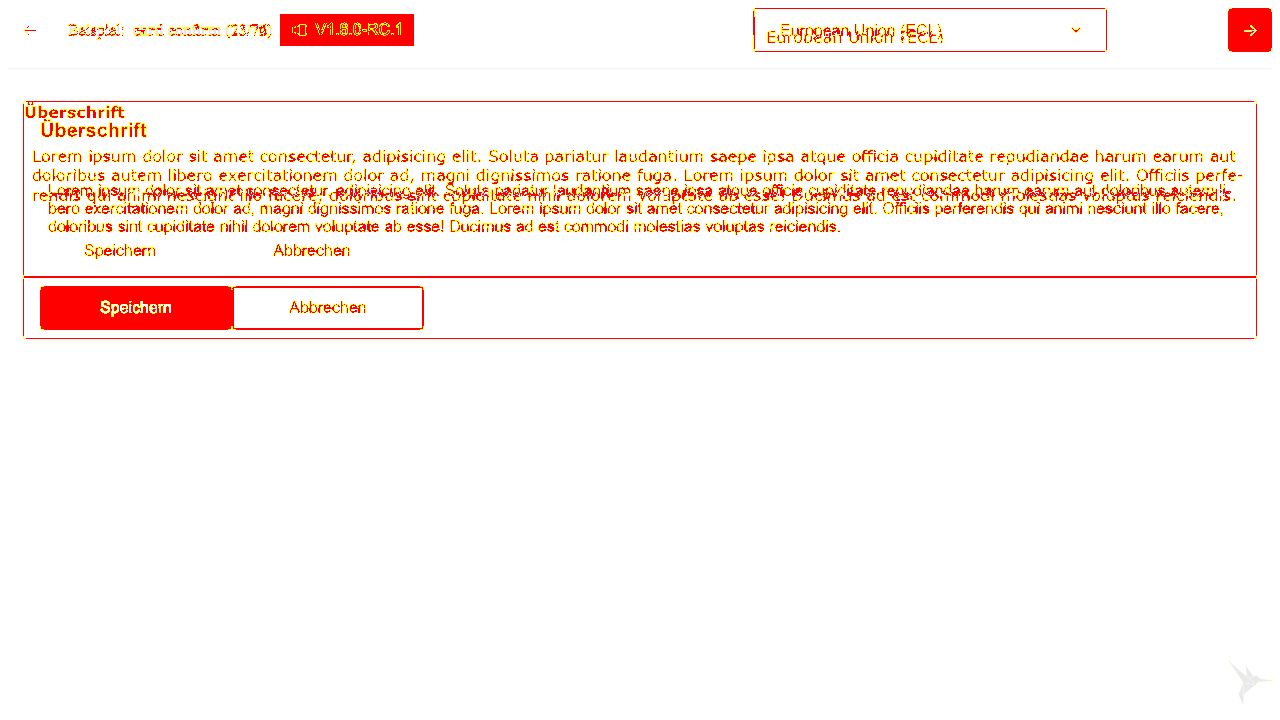 Beispiel: card confirm (23/76) V1.6.0-RC.1
European Union (ECL)
European Union (ECL)
Überschrift
Überschrift
Lorem ipsum dolor sit amet consectetur, adipisicing elit. Soluta pariatur laudantium saepe ipsa atque officia cupiditate repudiandae harum earum aut
doloribus autem libero exercitationem dolor ad, magni dignissimos ratione fuga. Lorem ipsum dolor sit amet consectetur adipisicing elit. Officiis perfe-
rendis qui animi nesciunt illo facere, doloribus sint cupiditate nihil dolorem voluptate ab esse! Ducimus ad est commodi molestias voluptas reiciendis.
Lorem ipsum dolor sit amet consectetur, adipisicing elit. Soluta pariatur laudantium saepe ipsa atque officia cupiditate repudiandae harum earum aut doloribus autem li-
bero exercitationem dolor ad, magni dignissimos ratione fuga. Lorem ipsum dolor sit amet consectetur adipisicing elit. Officiis perferendis qui animi nesciunt illo facere,
doloribus sint cupiditate nihil dolorem voluptate ab esse! Ducimus ad est commodi molestias voluptas reiciendis.
Speichern Abbrechen
Speichern Abbrechen